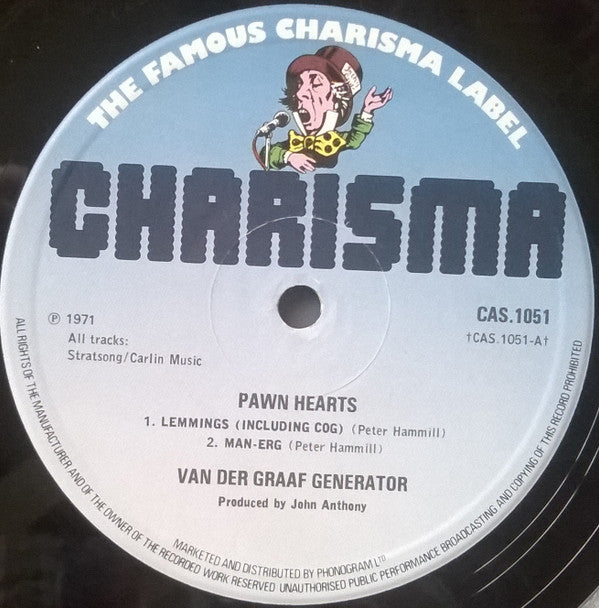 THE FAMOUS CHARISMA LABEL
CHARISMA
℗ 1971
All tracks:
Stratsong/Carlin Music
CAS.1051
†CAS.1051-A†
PAWN HEARTS
1. LEMMINGS (INCLUDING COG) (Peter Hammill)
2. MAN-ERG (Peter Hammill)
VAN DER GRAAF GENERATOR
Produced by John Anthony
MARKETED AND DISTRIBUTED BY PHONOGRAM LTD
ALL RIGHTS OF THE MANUFACTURER AND OF THE OWNER OF THE RECORDED WORK RESERVED UNAUTHORISED PUBLIC PERFORMANCE BROADCASTING AND COPYING OF THIS RECORD PROHIBITED